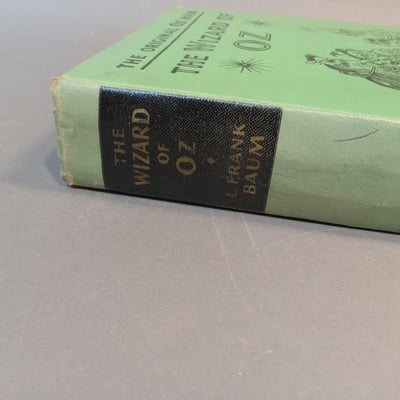 THE ORIGINAL OZ BOOK
THE WIZARD OF
OZ
THE
WIZARD
OF
OZ
L. FRANK
BAUM